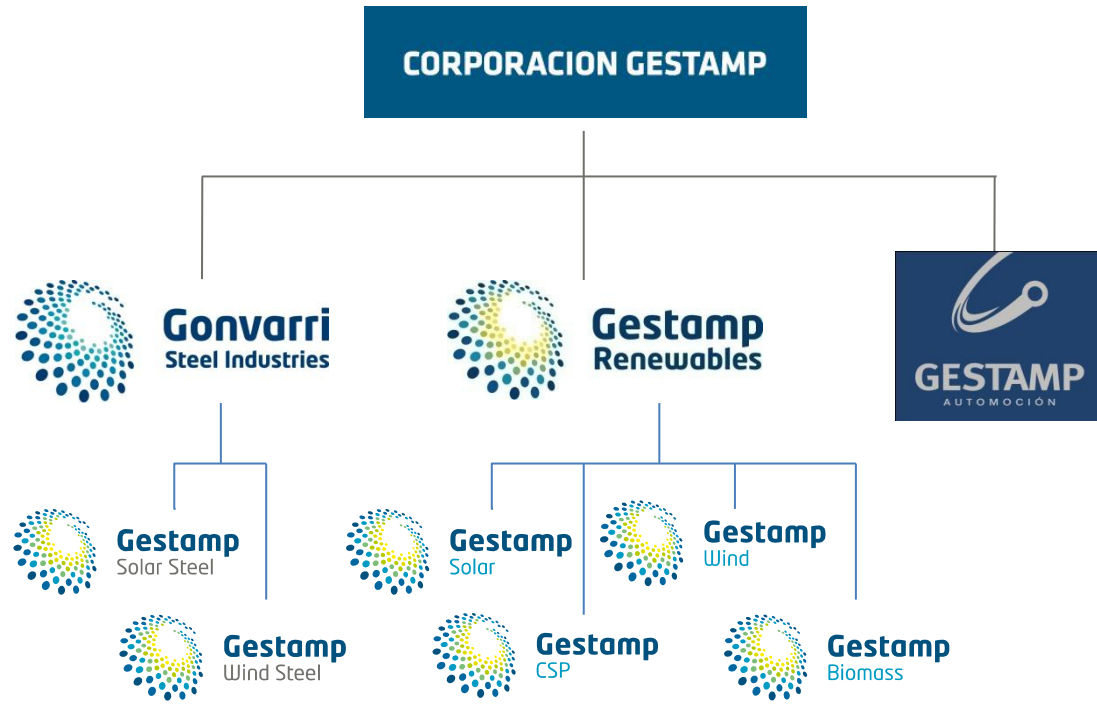 CORPORACION GESTAMP
Gonvarri
Steel Industries
Gestamp
Renewables
GESTAMP
AUTOMOCIÓN
Gestamp
Solar Steel
Gestamp
Solar
Gestamp
Wind
Gestamp
Wind Steel
Gestamp
CSP
Gestamp
Biomass